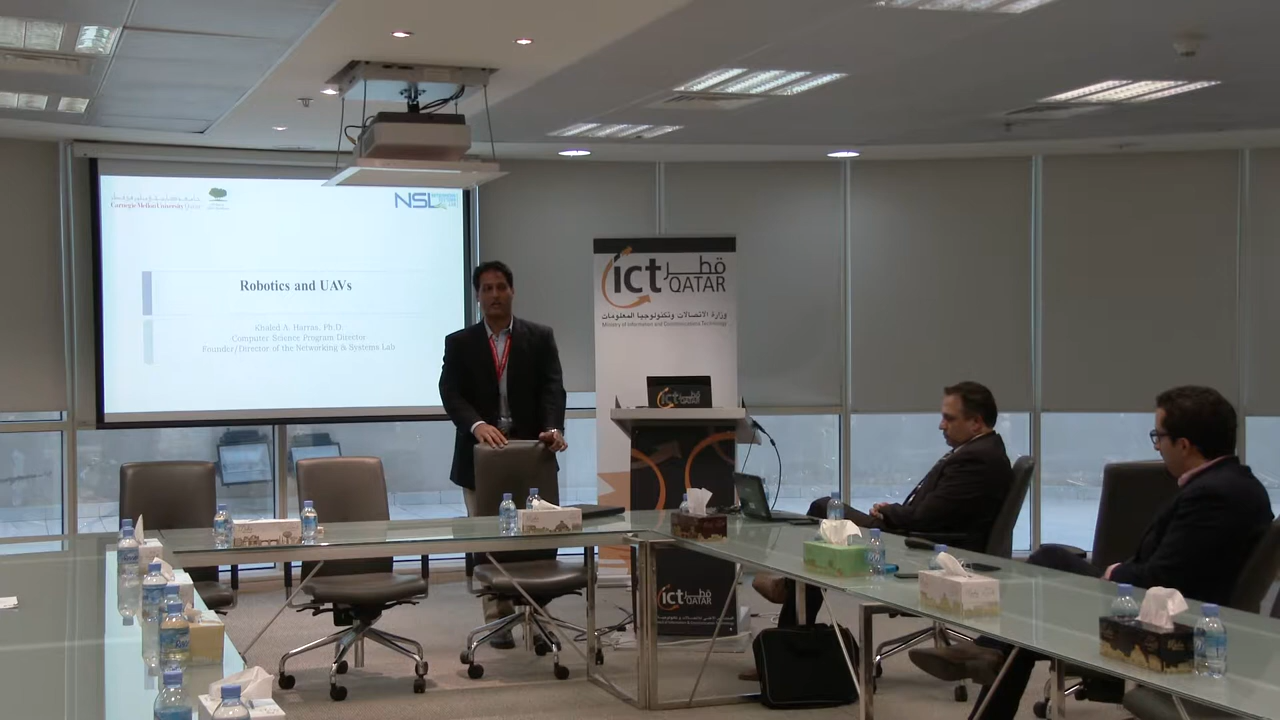 Carnegie Mellon University Qatar
NSL
Robotics and UAVs
Khaled A. Harras, Ph.D.
Computer Science Program Director
Founder/Director of the Networking & Systems Lab
ict قطر
QATAR
وزارة الاتصالات وتكنولوجيا المعلومات
Ministry of Information and Communications Technology
ict قطر
QATAR
ict قطر
QATAR